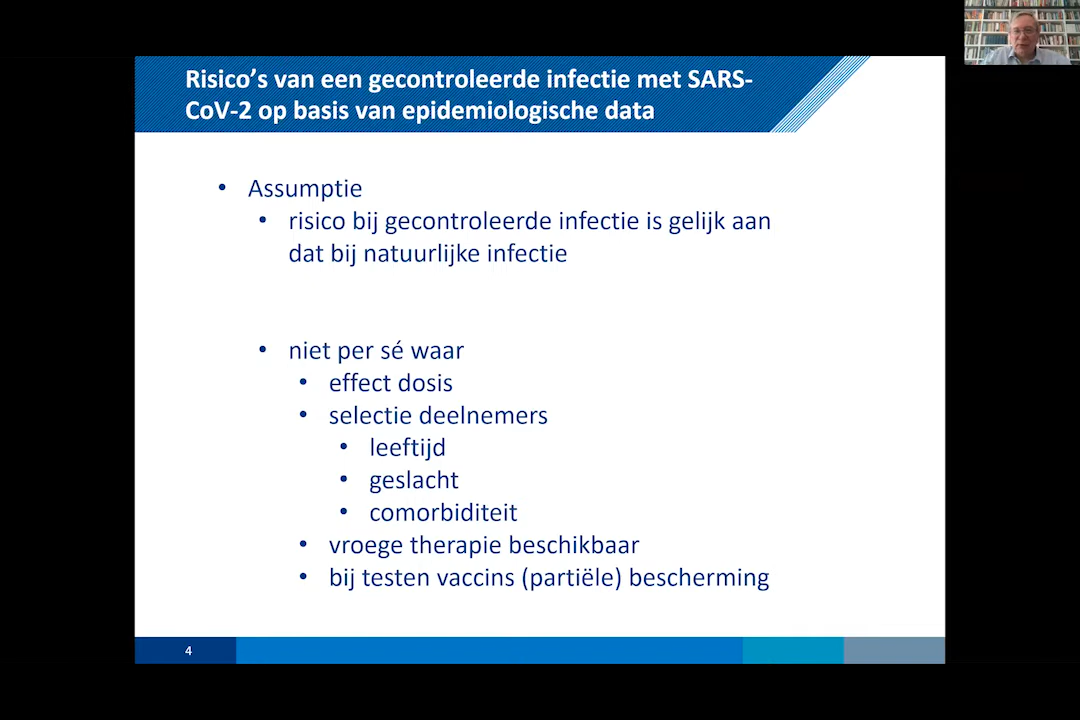 Risico’s van een gecontroleerde infectie met SARS-
CoV-2 op basis van epidemiologische data
• Assumptie
• risico bij gecontroleerde infectie is gelijk aan
dat bij natuurlijke infectie
• niet per sé waar
• effect dosis
• selectie deelnemers
• leeftijd
• geslacht
• comorbiditeit
• vroege therapie beschikbaar
• bij testen vaccins (partiële) bescherming
4